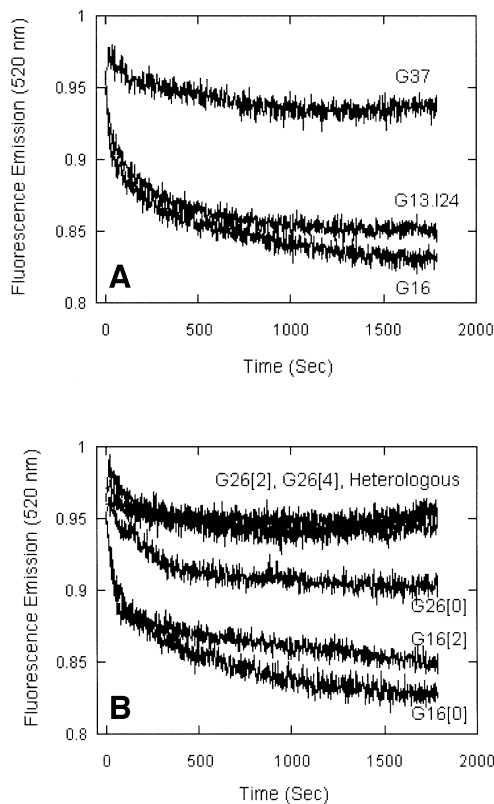 Fluorescence Emission (520 nm)
1
0.95
0.9
0.85
0.8
G37
G13.I24
G16
A
0
500
1000
1500
2000
Time (Sec)
Fluorescence Emission (520 nm)
1
0.95
0.9
0.85
0.8
G26[2], G26[4], Heterologous
G26[0]
G16[2]
G16[0]
B
0
500
1000
1500
2000
Time (Sec)